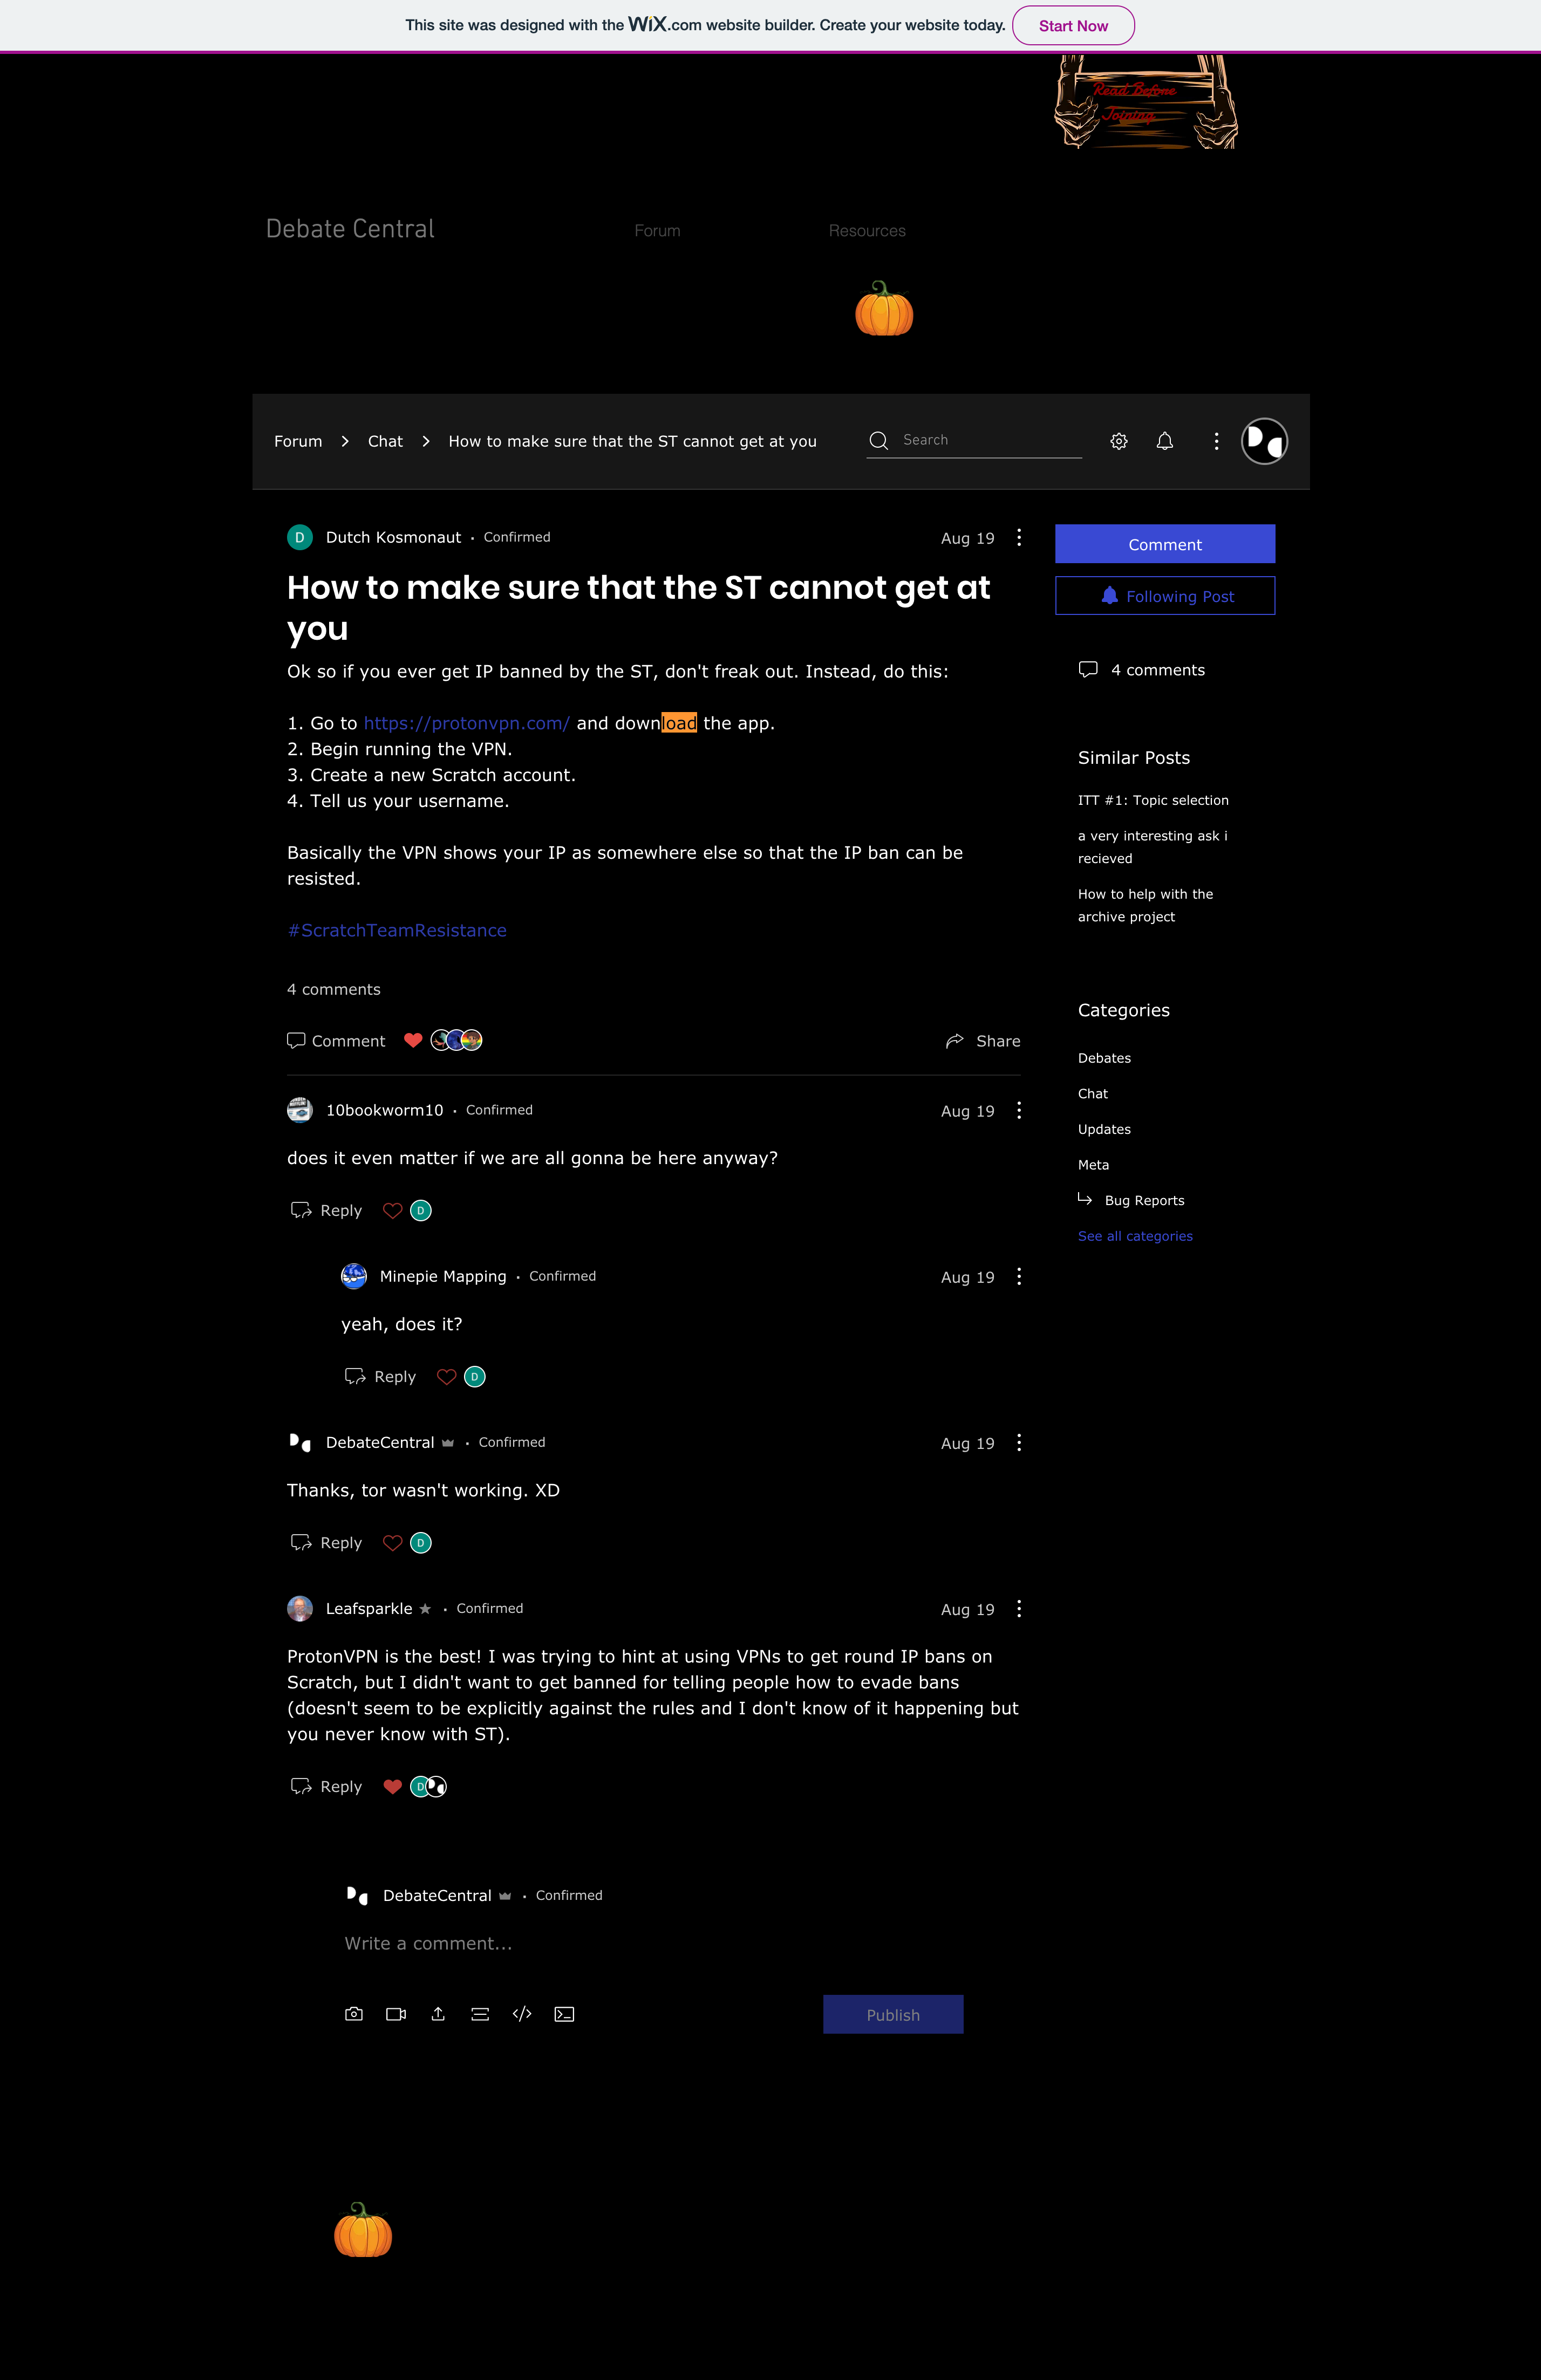 This site was designed with the WiX.com website builder. Create your website today. Start Now
Read Before
Joining
Debate Central Forum Resources
Forum Chat How to make sure that the ST cannot get at you Search
D Dutch Kosmonaut • Confirmed Aug 19
Comment
How to make sure that the ST cannot get at
you
Following Post
Ok so if you ever get IP banned by the ST, don't freak out. Instead, do this:
4 comments
1. Go to https://protonvpn.com/ and download the app.
2. Begin running the VPN.
3. Create a new Scratch account.
4. Tell us your username.
Similar Posts
ITT #1: Topic selection
a very interesting ask i
recieved
How to help with the
archive project
Basically the VPN shows your IP as somewhere else so that the IP ban can be
resisted.
#ScratchTeamResistance
4 comments
Comment Share
Categories
Debates
Chat
Updates
Meta
Bug Reports
See all categories
10bookworm10 • Confirmed Aug 19
does it even matter if we are all gonna be here anyway?
Reply D
Minepie Mapping • Confirmed Aug 19
yeah, does it?
Reply D
DebateCentral • Confirmed Aug 19
Thanks, tor wasn't working. XD
Reply D
Leafsparkle • Confirmed Aug 19
ProtonVPN is the best! I was trying to hint at using VPNs to get round IP bans on
Scratch, but I didn't want to get banned for telling people how to evade bans
(doesn't seem to be explicitly against the rules and I don't know of it happening but
you never know with ST).
Reply D
DebateCentral • Confirmed
Write a comment...
Publish